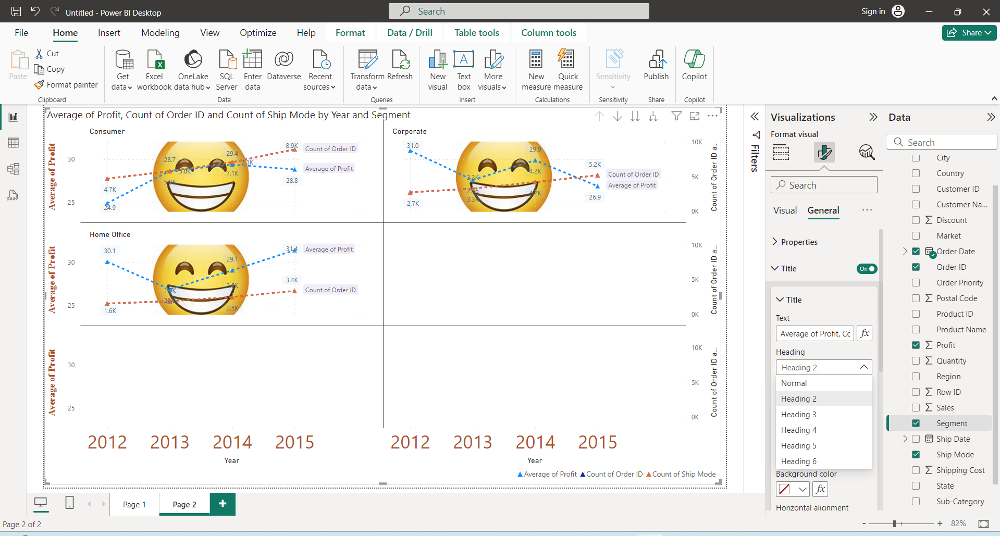 Untitled - Power BI Desktop
Search
Sign in
File
Home
Insert
Modeling
View
Optimize
Help
Format
Data / Drill
Table tools
Column tools
Share
Paste
Cut
Copy
Format painter
Clipboard
Get data
Excel workbook
OneLake data hub
SQL Server
Enter data
Dataverse
Recent sources
Data
Transform data
Refresh
Queries
New visual
Text box
More visuals
Insert
New measure
Quick measure
Calculations
Sensitivity
Sensitivity
Publish
Share
Copilot
Copilot
Average of Profit, Count of Order ID and Count of Ship Mode by Year and Segment
Consumer
Average of Profit
30
25
4.7K
24.9
28.7
5.8K
5.8K
29.4
7.1K
7.1K
8.9K
28.8
Count of Order ID
Average of Profit
Corporate
31.0
2.7K
3.3K
29.9
4.2K
4.2K
5.2K
26.9
Count of Order ID
Average of Profit
10K
5K
0K
Count of Order ID a...
Home Office
Average of Profit
30
25
30.1
1.6K
29.1
2.5K
2.5K
31.4
3.4K
Average of Profit
Count of Order ID
10K
5K
0K
Count of Order ID a...
Average of Profit
30
25
10K
5K
0K
Count of Order ID a...
2012 2013 2014 2015
Year
2012 2013 2014 2015
Year
Average of Profit Count of Order ID Count of Ship Mode
Filters
Visualizations
Format visual
Search
Visual
General
...
Properties
Title
On
Title
Text
Average of Profit, Cc
fx
Heading
Heading 2
Normal
Heading 2
Heading 3
Heading 4
Heading 5
Heading 6
Background color
fx
Horizontal alignment
Data
Search
City
Country
Customer ID
Customer Na...
Discount
Market
Order Date
Order ID
Order Priority
Postal Code
Product ID
Product Name
Profit
Quantity
Region
Row ID
Sales
Segment
Ship Date
Ship Mode
Shipping Cost
State
Sub-Category
Page 1
Page 2
+
Page 2 of 2
- + 82%